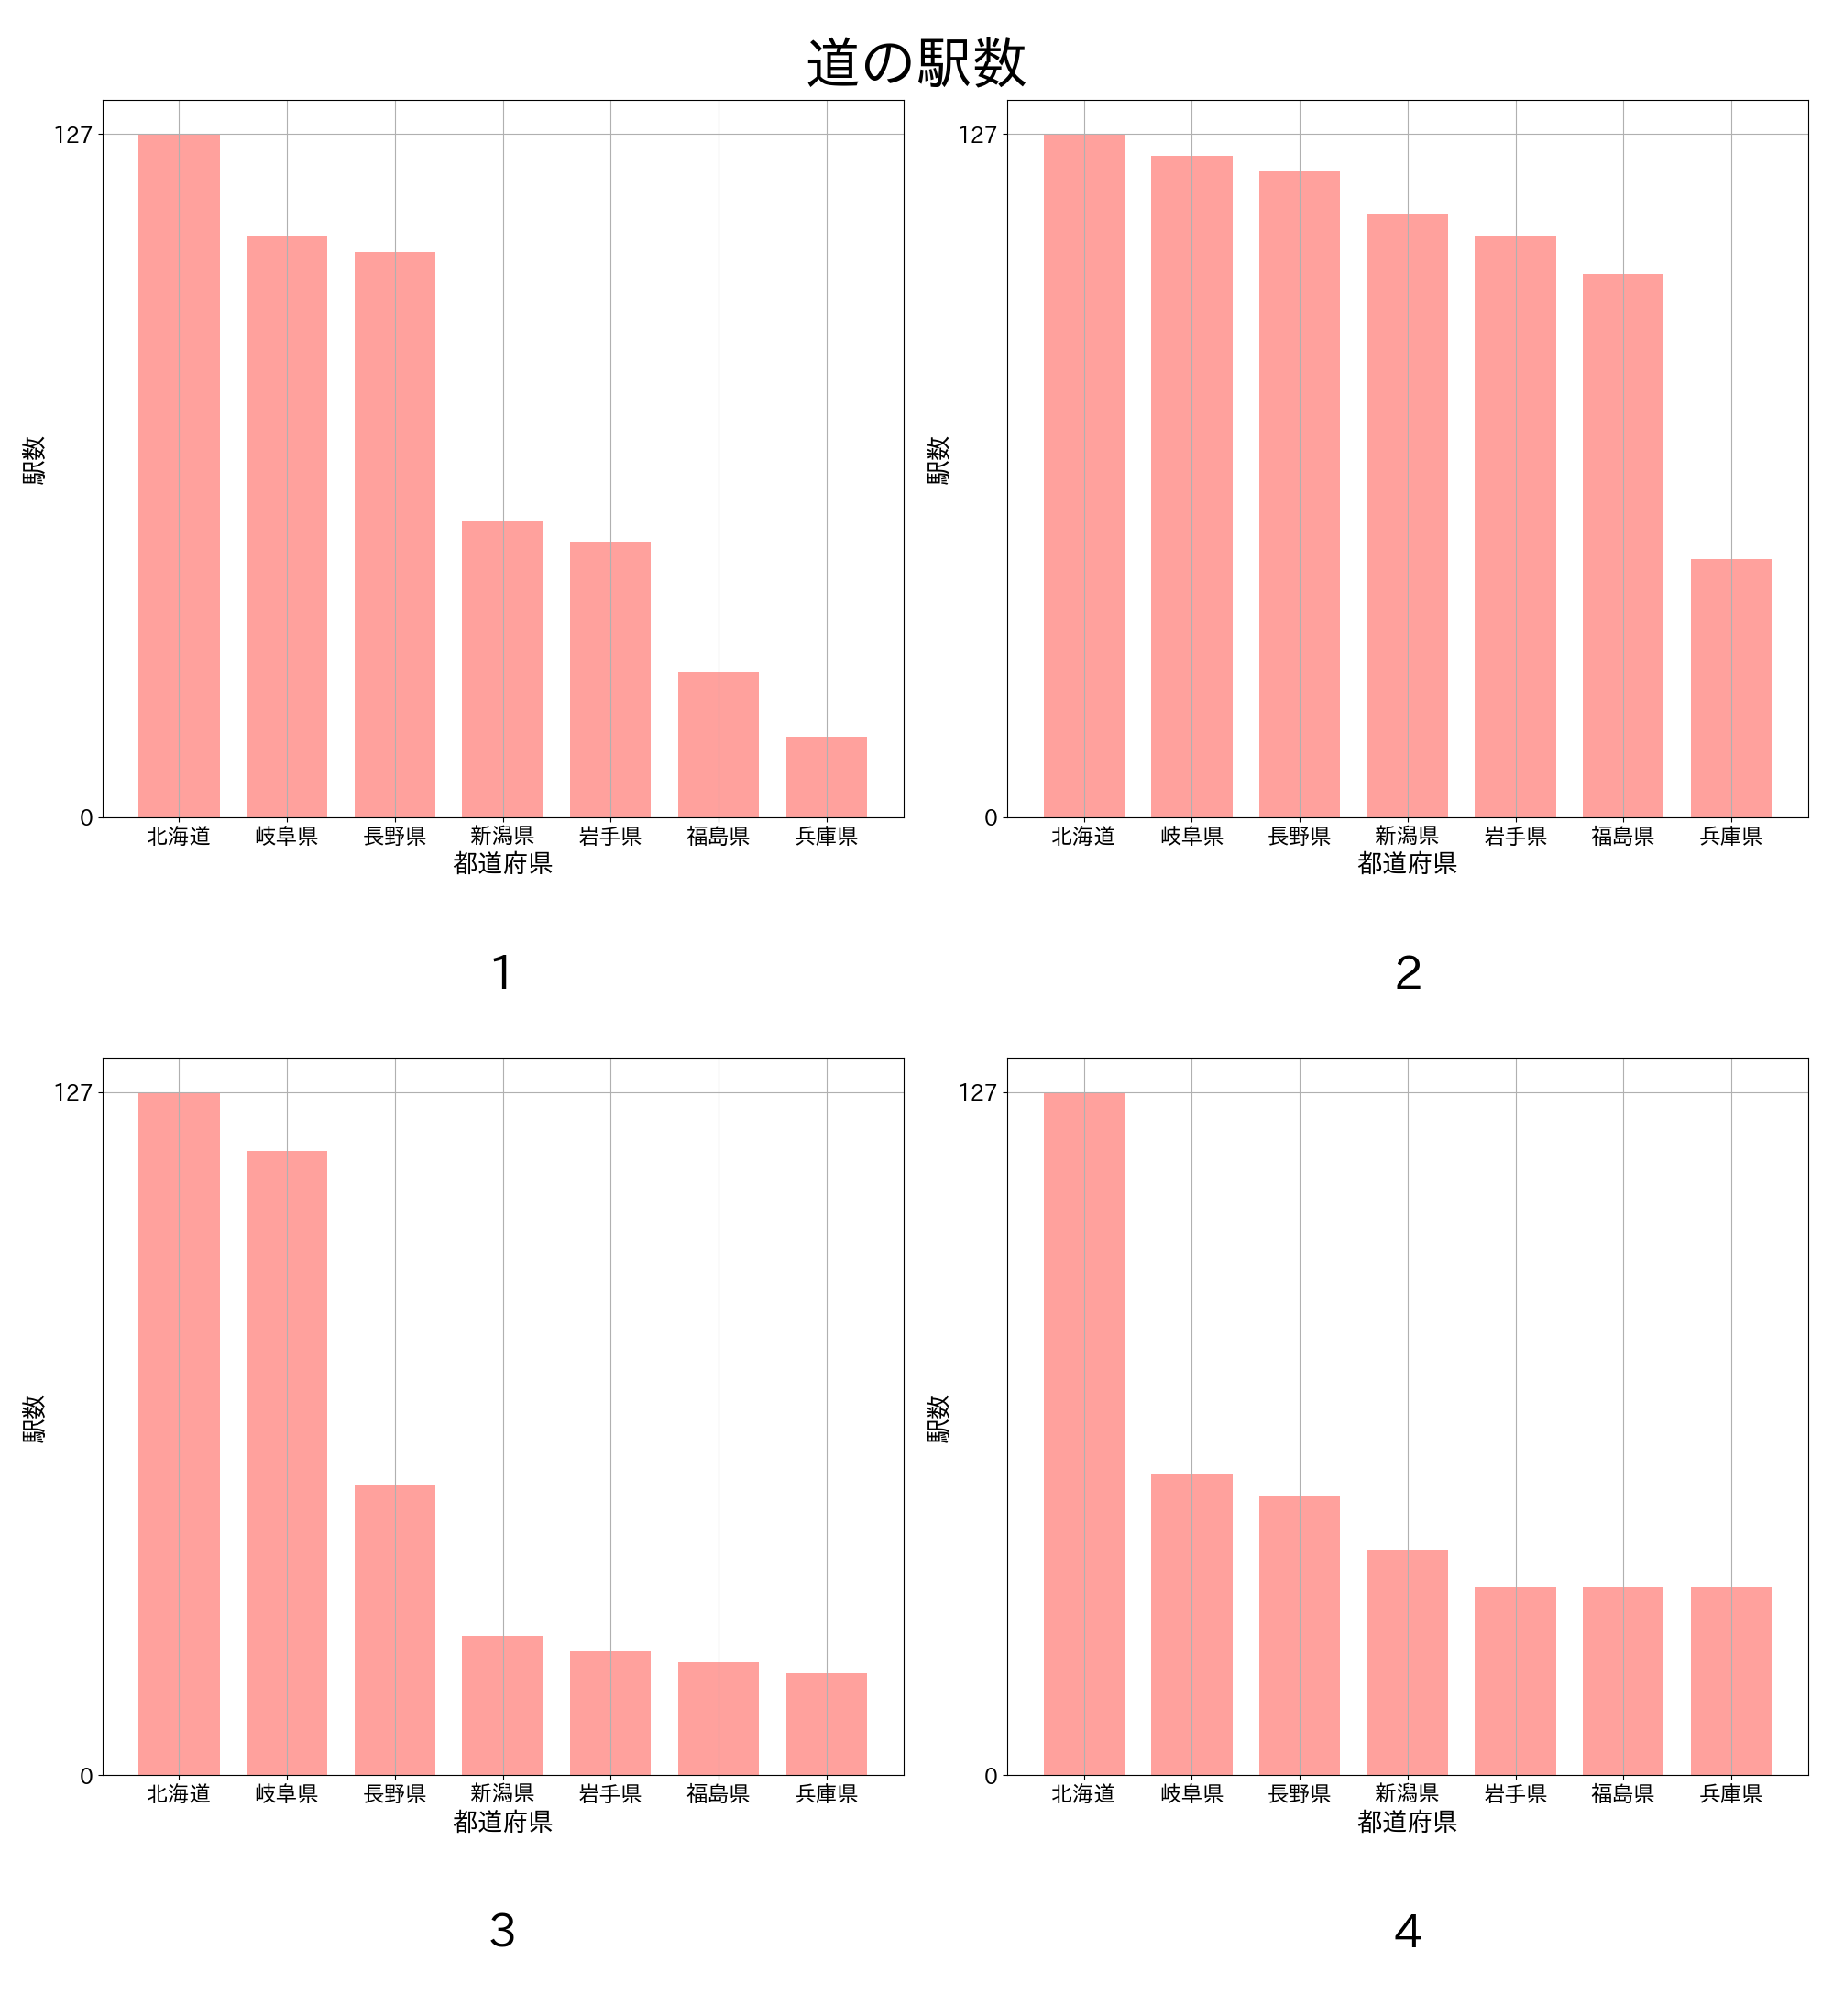 道の駅数
127
0
駅数
北海道 岐阜県 長野県 新潟県 岩手県 福島県 兵庫県
都道府県
1
127
0
駅数
北海道 岐阜県 長野県 新潟県 岩手県 福島県 兵庫県
都道府県
2
127
0
駅数
北海道 岐阜県 長野県 新潟県 岩手県 福島県 兵庫県
都道府県
3
127
0
駅数
北海道 岐阜県 長野県 新潟県 岩手県 福島県 兵庫県
都道府県
4